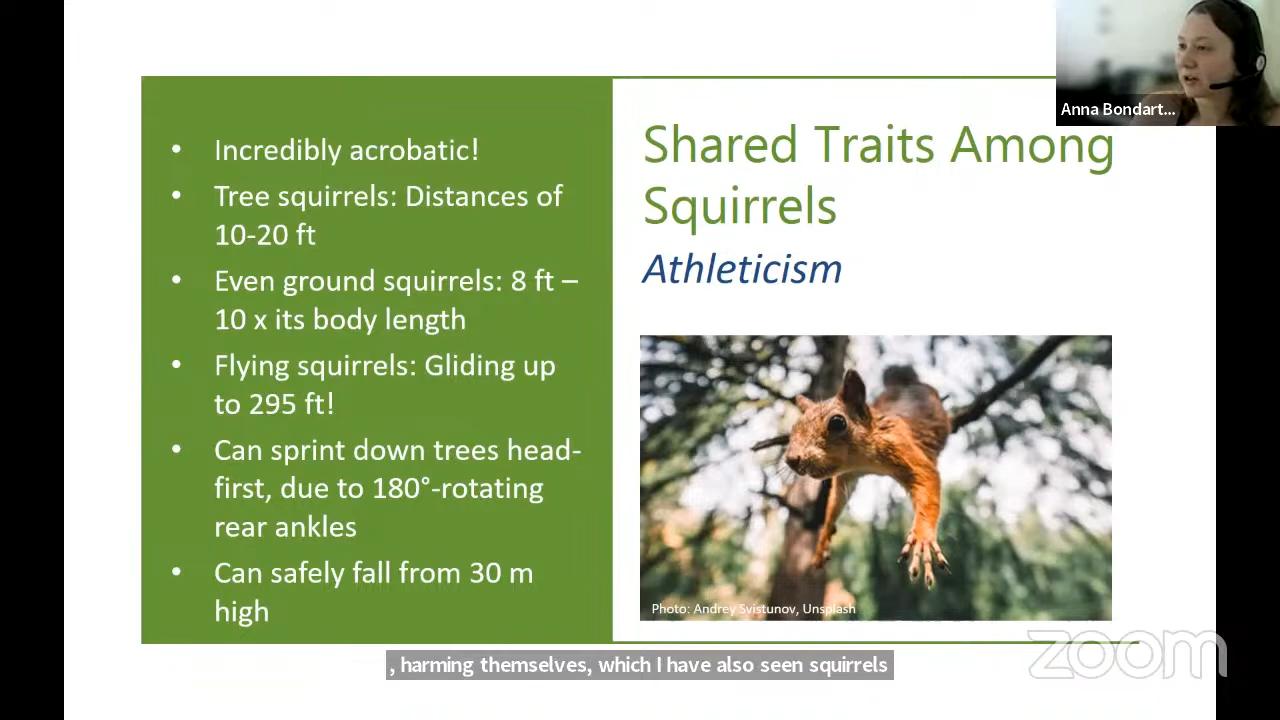 • Incredibly acrobatic!
• Tree squirrels: Distances of
10-20 ft
• Even ground squirrels: 8 ft –
10 x its body length
• Flying squirrels: Gliding up
to 295 ft!
• Can sprint down trees head-
first, due to 180°-rotating
rear ankles
• Can safely fall from 30 m
high
Shared Traits Among
Squirrels
Athleticism
Photo: Andrey Svistunov, Unsplash
Anna Bondart...
, harming themselves, which I have also seen squirrels
zoom